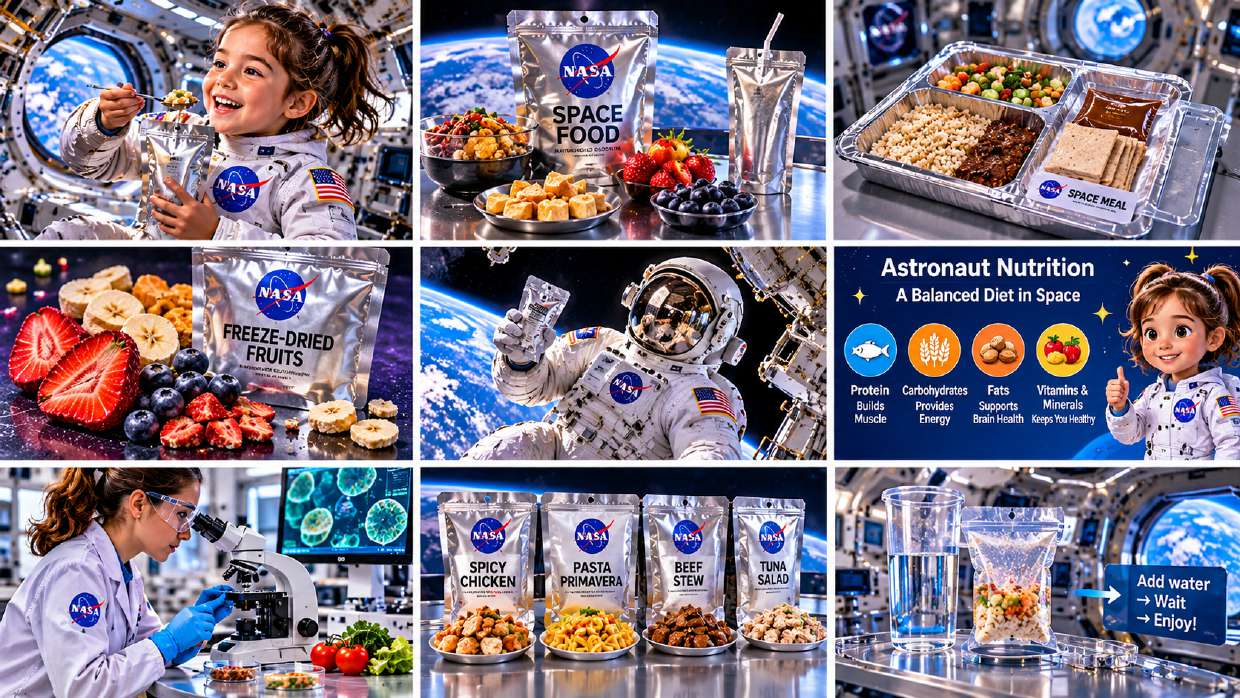 NASA
NASA
SPACE
FOOD
NASA
SPACE MEAL
NASA
FREEZE-DRIED
FRUITS
NASA
Astronaut Nutrition
A Balanced Diet in Space
Protein
Builds
Muscle
Carbohydrates
Provides
Energy
Fats
Supports
Brain Health
Vitamins &
Minerals
Keeps You Healthy
NASA
NASA
NASA
SPICY
CHICKEN
NASA
PASTA
PRIMAVERA
NASA
BEEF
STEW
NASA
TUNA
SALAD
Add water
→ Wait
→ Enjoy!